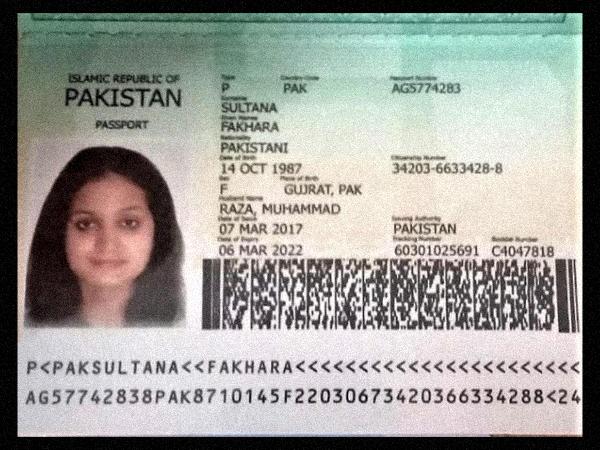 ISLAMIC REPUBLIC OF
PAKISTAN
PASSPORT
Type Country Code Passport Number
P PAK AG5774283
Surname
SULTANA
Given Names
FAKHARA
Nationality
PAKISTANI
Date of Birth Citizenship Number
14 OCT 1987 34203-6633428-8
Sex Place of Birth
F GUJRAT, PAK
Husband Name
RAZA, MUHAMMAD
Date of Issue Issuing Authority
07 MAR 2017 PAKISTAN
Date of Expiry Tracking Number Booklet Number
06 MAR 2022 60301025691 C4047818
P<PAKSULTANA<<FAKHARA<<<<<<<<<<<<<<<<<<<<<<<
AG57742838PAK8710145F22030673420366334288<24